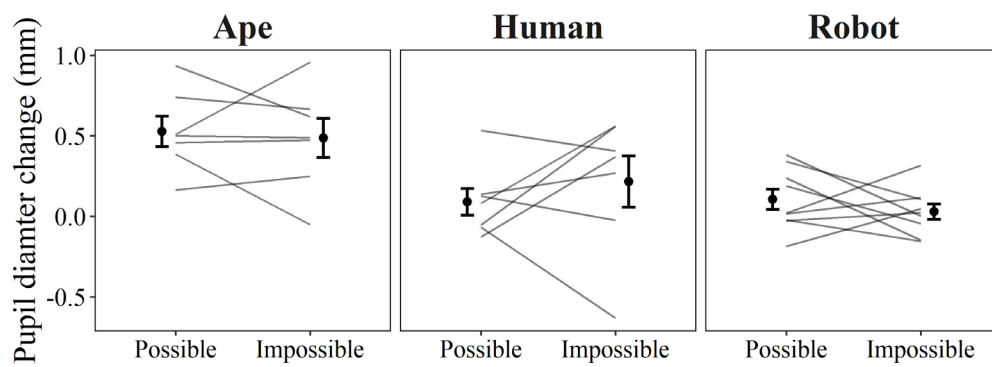 Ape
Human
Robot
Pupil diamter change (mm)
1.0
0.5
0.0
-0.5
Possible
Impossible
Possible
Impossible
Possible
Impossible